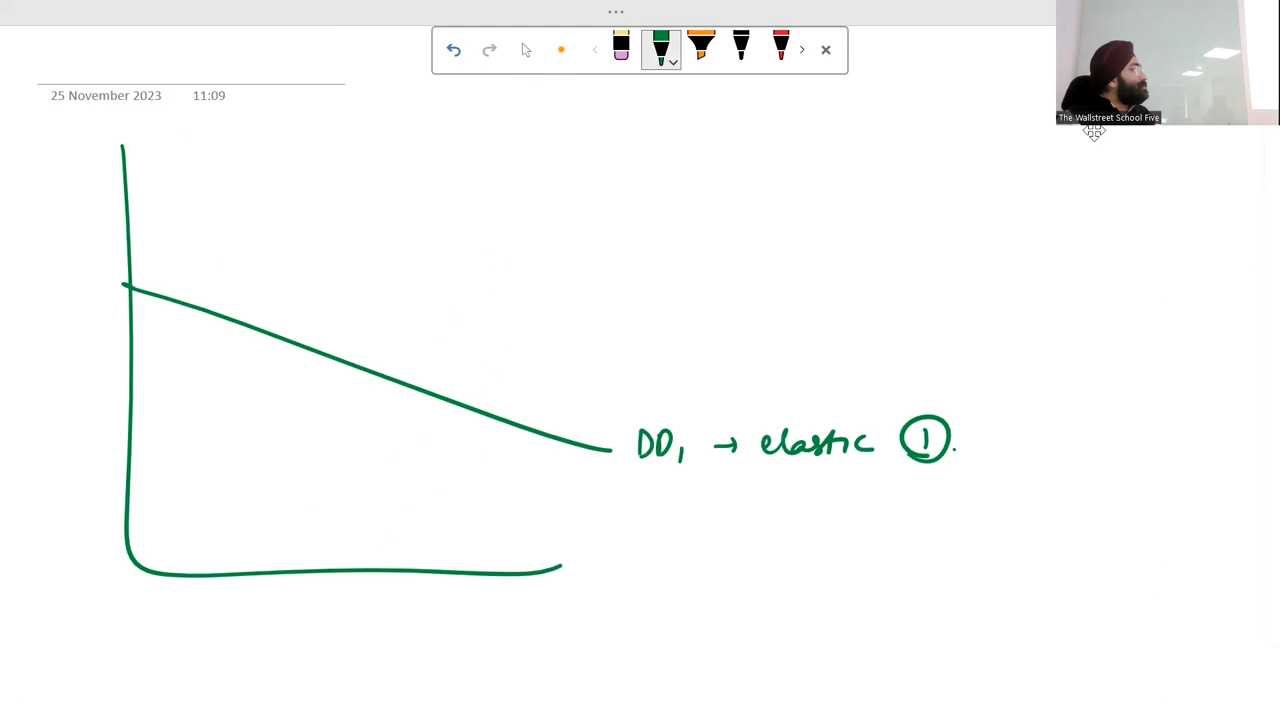 The Wallstreet School Five
25 November 2023 11:09
DD₁ → elastic ①.